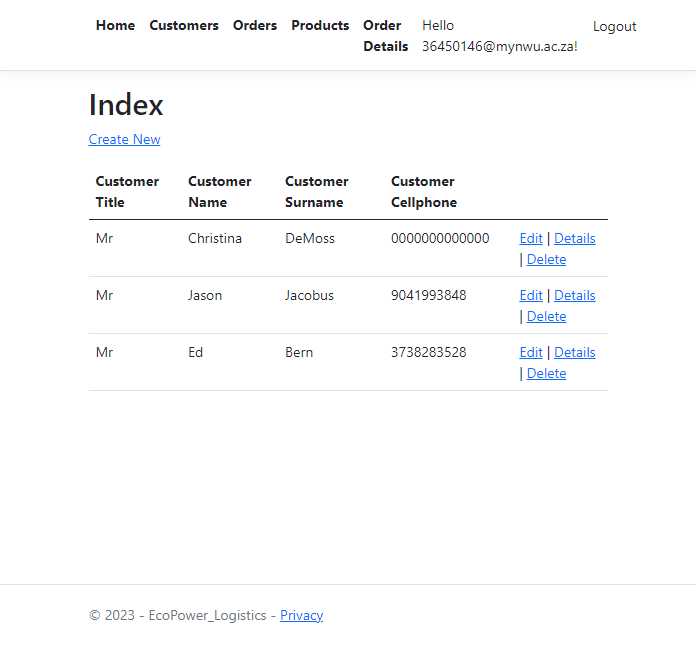 Home Customers Orders Products Order Details Hello 36450146@mynwu.ac.za! Logout
Index
Create New
Customer Title Customer Name Customer Surname Customer Cellphone
Mr Christina DeMoss 0000000000000 Edit | Details | Delete
Mr Jason Jacobus 9041993848 Edit | Details | Delete
Mr Ed Bern 3738283528 Edit | Details | Delete
© 2023 - EcoPower_Logistics - Privacy